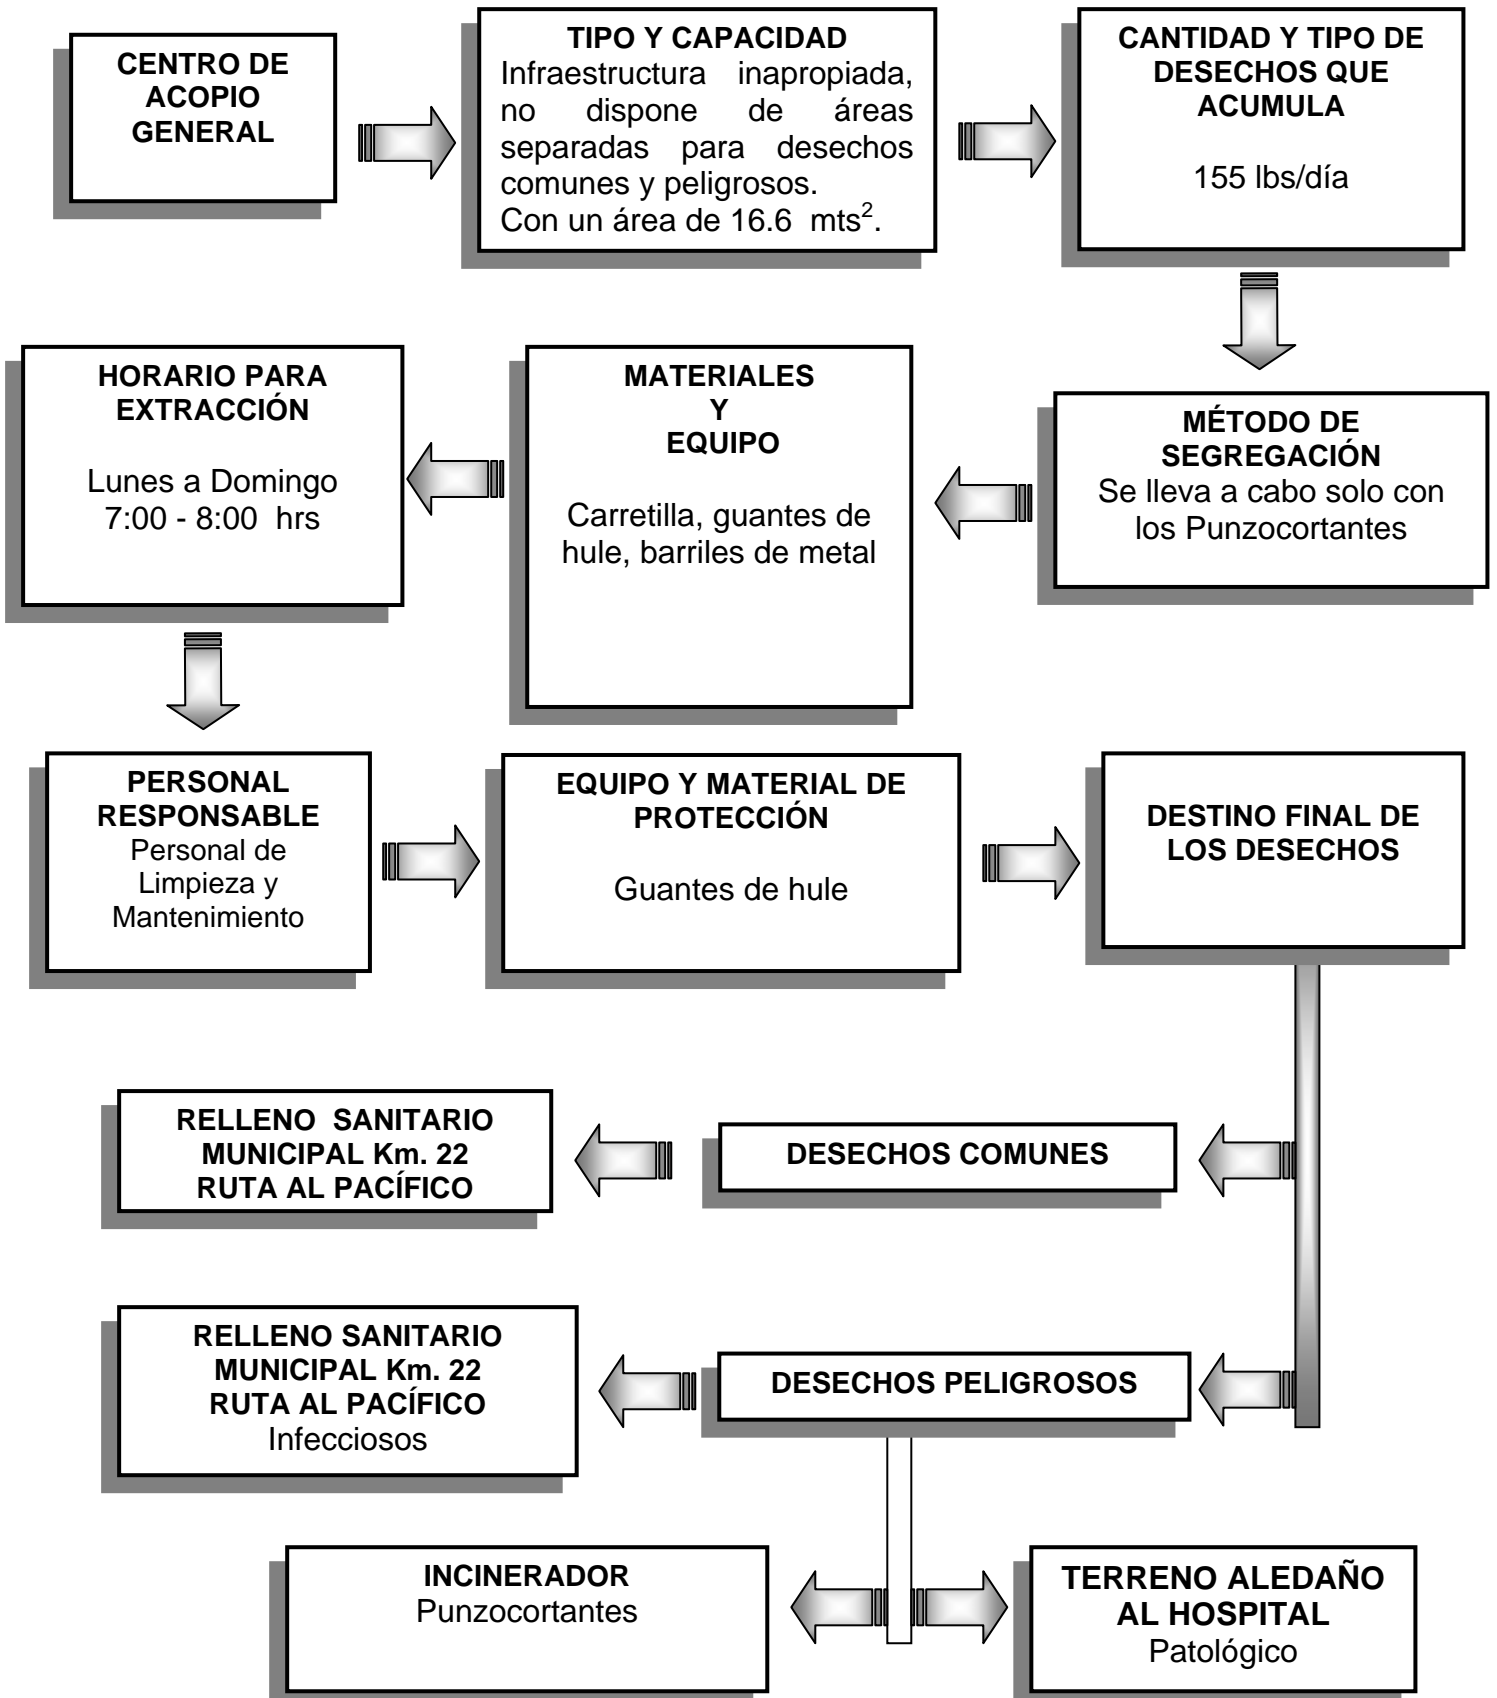 CENTRO DE
ACOPIO
GENERAL
TIPO Y CAPACIDAD
Infraestructura inapropiada,
no dispone de áreas
separadas para desechos
comunes y peligrosos.
Con un área de 16.6 mts².
CANTIDAD Y TIPO DE
DESECHOS QUE
ACUMULA
155 lbs/día
MÉTODO DE
SEGREGACIÓN
Se lleva a cabo solo con
los Punzocortantes
MATERIALES
Y
EQUIPO
Carretilla, guantes de
hule, barriles de metal
HORARIO PARA
EXTRACCIÓN
Lunes a Domingo
7:00 - 8:00 hrs
PERSONAL
RESPONSABLE
Personal de
Limpieza y
Mantenimiento
EQUIPO Y MATERIAL DE
PROTECCIÓN
Guantes de hule
DESTINO FINAL DE
LOS DESECHOS
DESECHOS COMUNES
RELLENO SANITARIO
MUNICIPAL Km. 22
RUTA AL PACÍFICO
DESECHOS PELIGROSOS
RELLENO SANITARIO
MUNICIPAL Km. 22
RUTA AL PACÍFICO
Infecciosos
INCINERADOR
Punzocortantes
TERRENO ALEDAÑO
AL HOSPITAL
Patológico